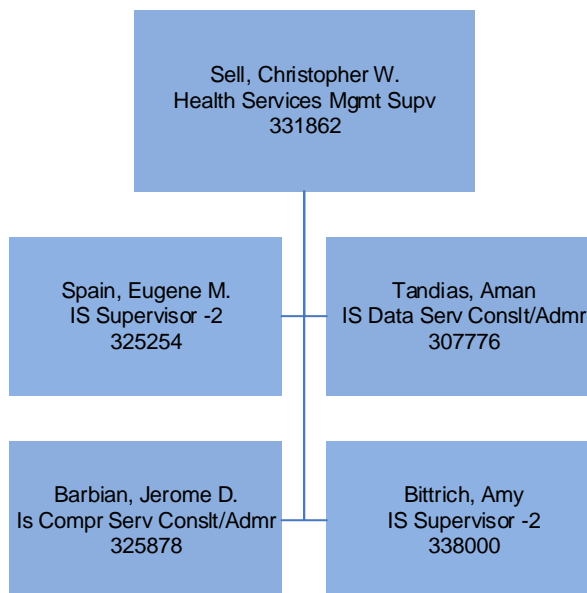 Sell, Christopher W.
Health Services Mgmt Supv
331862
Spain, Eugene M.
IS Supervisor -2
325254
Tandias, Aman
IS Data Serv Conslt/Admr
307776
Barbian, Jerome D.
Is Compr Serv Conslt/Admr
325878
Bittrich, Amy
IS Supervisor -2
338000